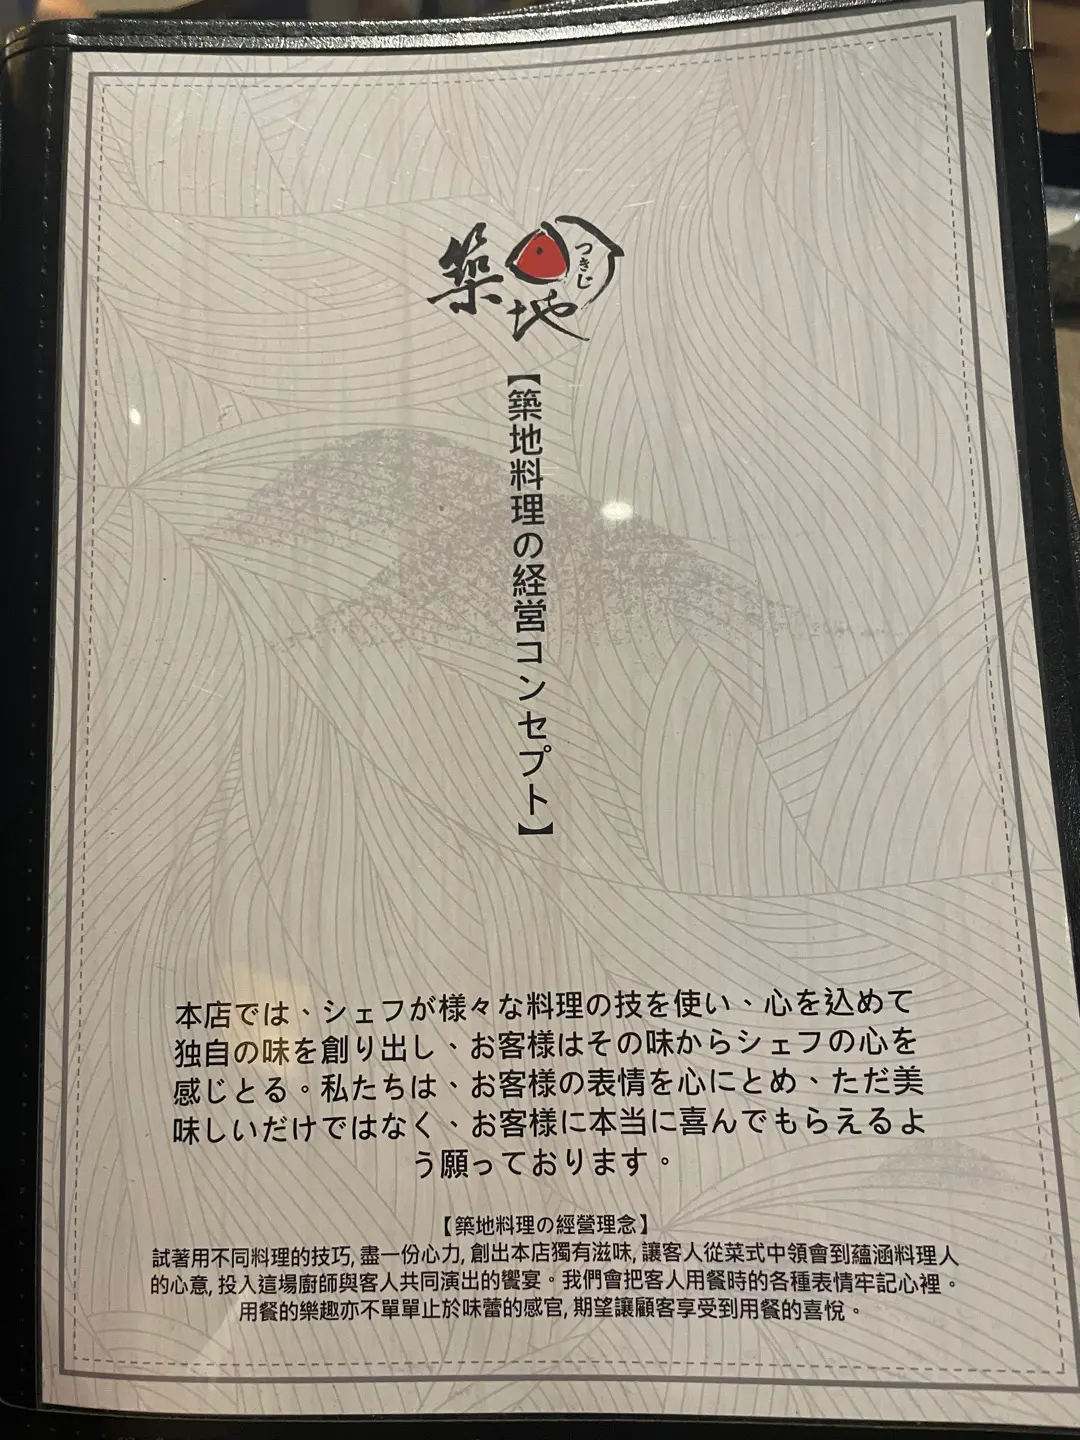 築地
つきじ
【築地料理の経営コンセプト】
本店では、シェフが様々な料理の技を使い、心を込めて
独自の味を創り出し、お客様はその味からシェフの心を
感じとる。私たちは、お客様の表情を心にとめ、ただ美
味しいだけではなく、お客様に本当に喜んでもらえるよ
う願っております。
【築地料理の經營理念】
試著用不同料理的技巧, 盡一份心力, 創出本店獨有滋味, 讓客人從菜式中領會到蘊涵料理人
的心意, 投入這場廚師與客人共同演出的饗宴。我們會把客人用餐時的各種表情牢記心裡。
用餐的樂趣亦不單單止於味蕾的感官, 期望讓顧客享受到用餐的喜悅。